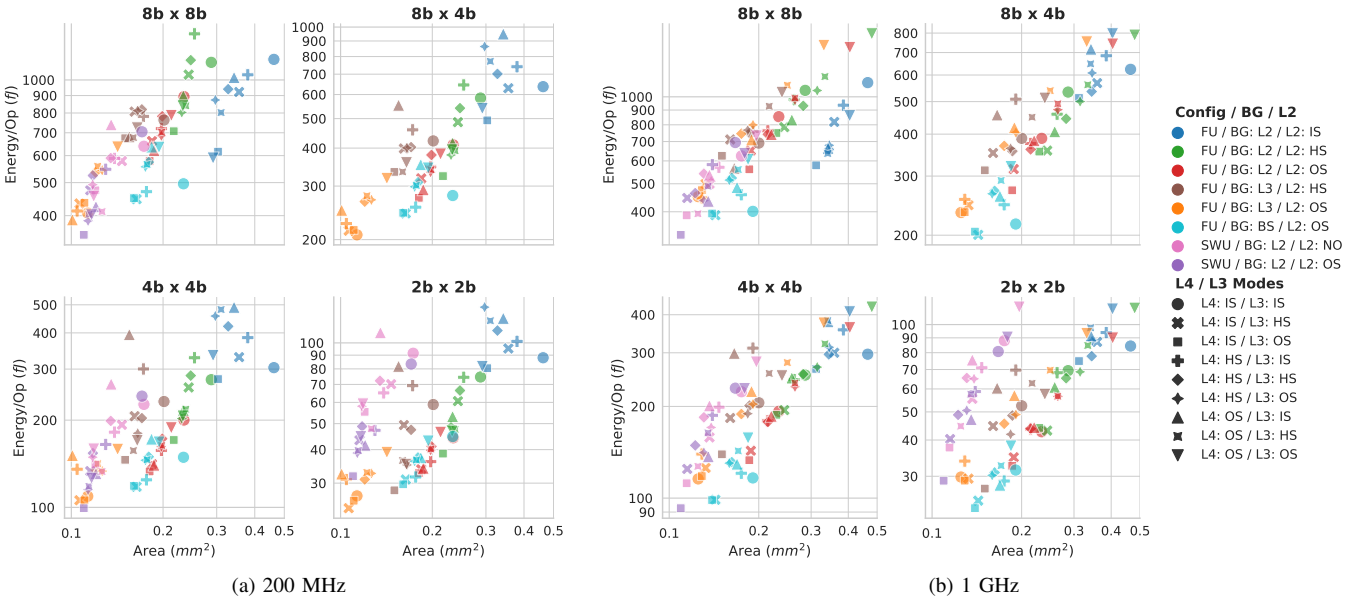 8b x 8b
8b x 4b
8b x 8b
8b x 4b
Energy/Op (fJ)
1000
900
800
700
600
500
400
1000
900
800
700
600
500
400
300
200
Energy/Op (fJ)
1000
900
800
700
600
500
400
800
700
600
500
400
300
200
4b x 4b
2b x 2b
4b x 4b
2b x 2b
Energy/Op (fJ)
500
400
300
200
100
0.1
0.2
0.3
0.4
0.5
Area (mm²)
100
90
80
70
60
50
40
30
0.1
0.2
0.3
0.4
0.5
Area (mm²)
Energy/Op (fJ)
400
300
200
100
90
0.1
0.2
0.3
0.4
0.5
Area (mm²)
100
90
80
70
60
50
40
30
0.1
0.2
0.3
0.4
0.5
Area (mm²)
Config / BG / L2
FU / BG: L2 / L2: IS
FU / BG: L2 / L2: HS
FU / BG: L2 / L2: OS
FU / BG: L3 / L2: HS
FU / BG: L3 / L2: OS
FU / BG: BS / L2: OS
SWU / BG: L2 / L2: NO
SWU / BG: L2 / L2: OS
L4 / L3 Modes
L4: IS / L3: IS
L4: IS / L3: HS
L4: IS / L3: OS
L4: HS / L3: IS
L4: HS / L3: HS
L4: HS / L3: OS
L4: OS / L3: IS
L4: OS / L3: HS
L4: OS / L3: OS
(a) 200 MHz
(b) 1 GHz